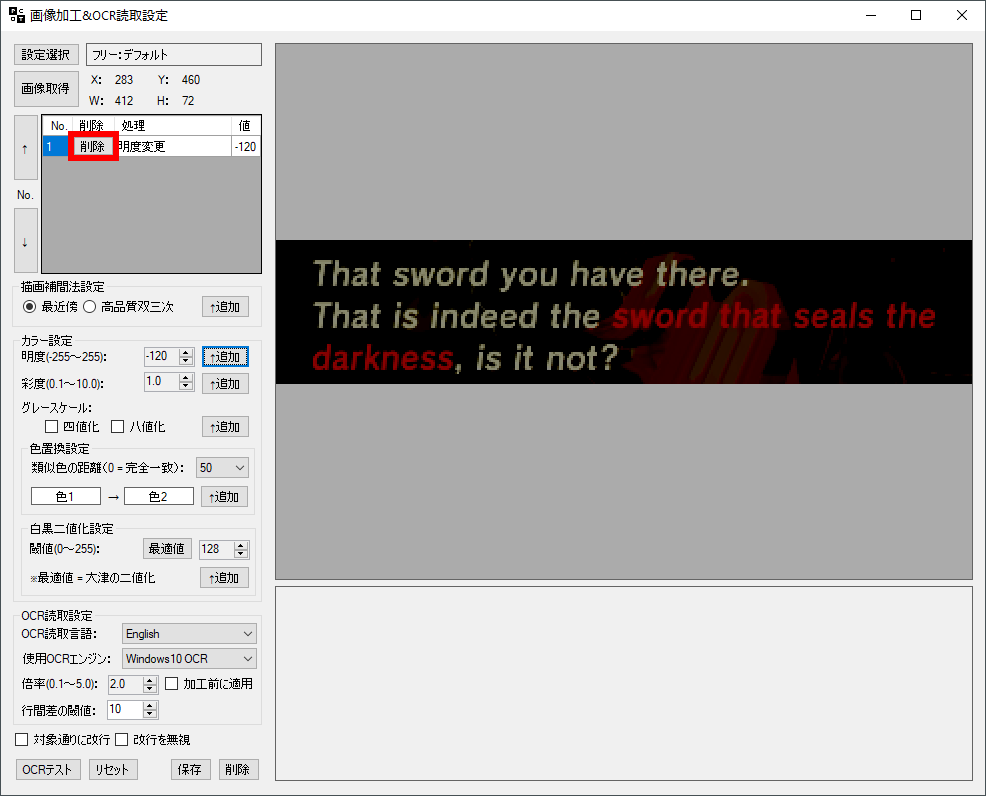 画像加工&OCR読取設定
設定選択 フリー:デフォルト
画像取得 X: 283 Y: 460
W: 412 H: 72
No. 削除 処理 値
1 削除 明度変更 -120
↑
No.
↓
描画補間法設定
最近傍 高品質双三次 ↑追加
カラー設定
明度(-255～255): -120 ↑追加
彩度(0.1～10.0): 1.0 ↑追加
グレースケール:
四値化 八値化 ↑追加
色置換設定
類似色の距離(0 = 完全一致): 50
色1 → 色2 ↑追加
白黒二値化設定
閾値(0～255): 最適値 128
※最適値 = 大津の二値化 ↑追加
OCR読取設定
OCR読取言語: English
使用OCRエンジン: Windows10 OCR
倍率(0.1～5.0): 2.0 加工前に適用
行間差の閾値: 10
対象通りに改行 改行を無視
OCRテスト リセット 保存 削除
That sword you have there.
That is indeed the sword that seals the
darkness, is it not?